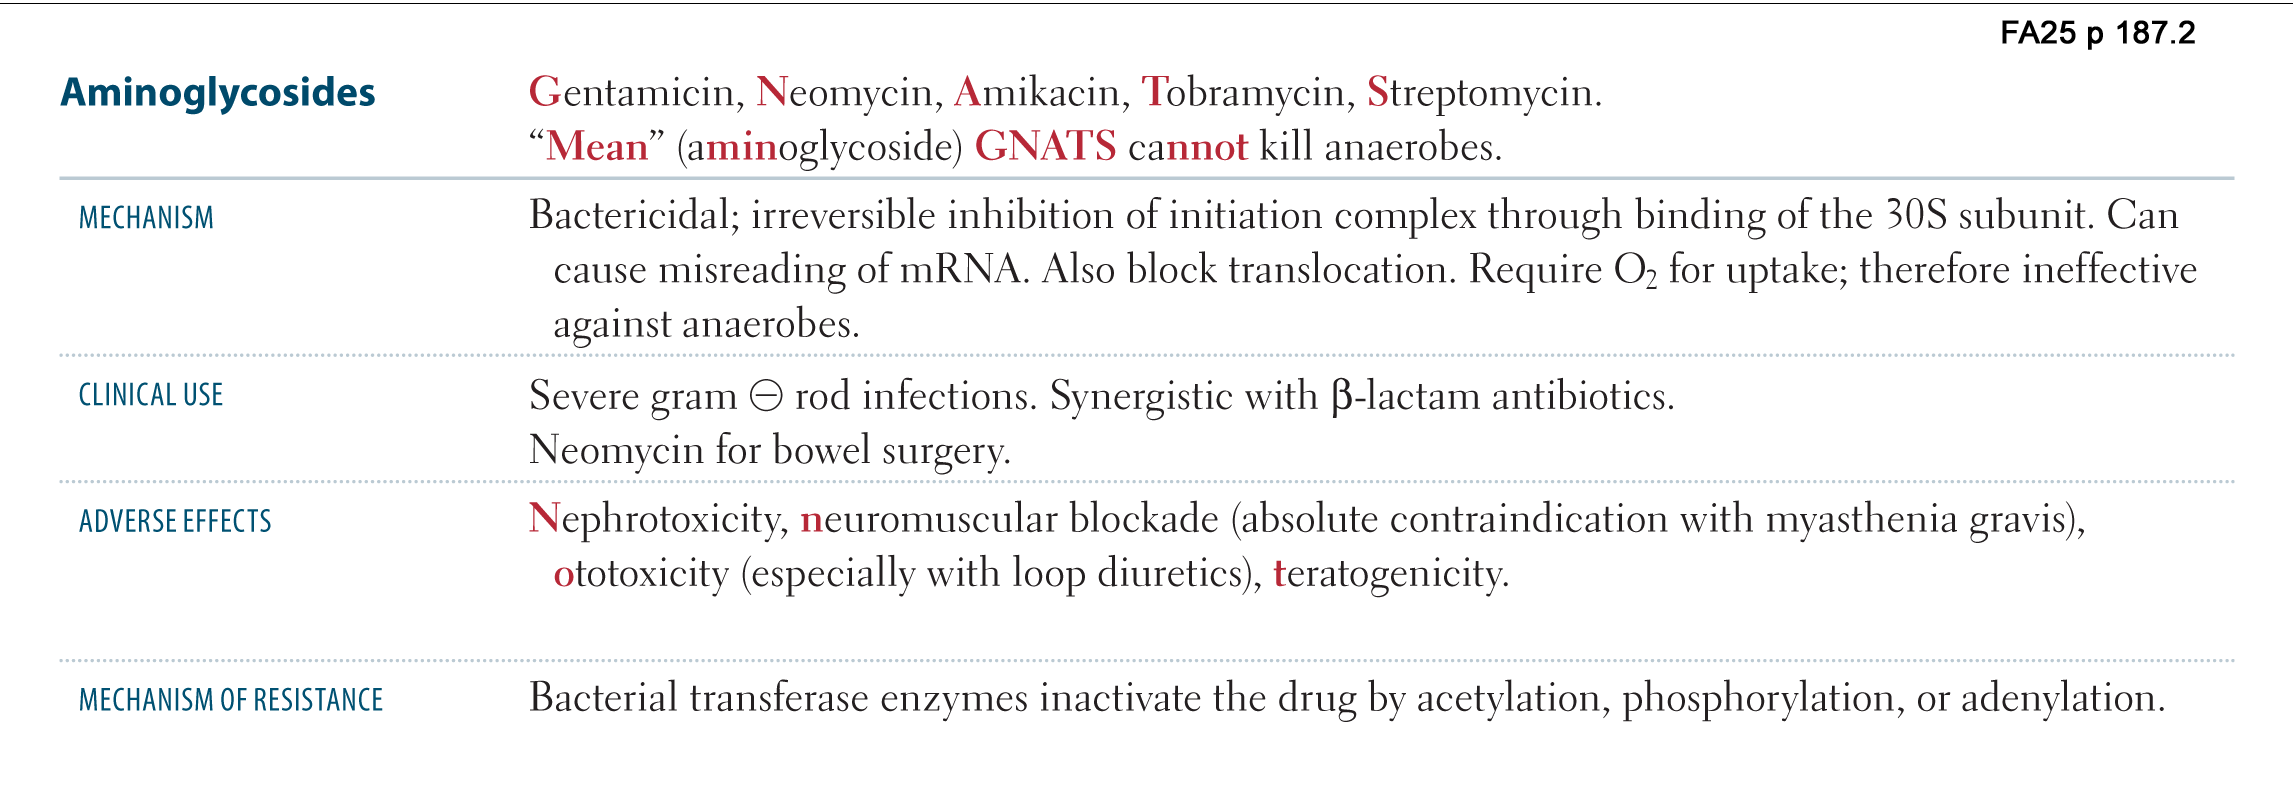 FA25 p 187.2
Aminoglycosides
Gentamicin, Neomycin, Amikacin, Tobramycin, Streptomycin.
“Mean” (aminoglycoside) GNATS cannot kill anaerobes.
MECHANISM
Bactericidal; irreversible inhibition of initiation complex through binding of the 30S subunit. Can
cause misreading of mRNA. Also block translocation. Require O₂ for uptake; therefore ineffective
against anaerobes.
CLINICAL USE
Severe gram ⊖ rod infections. Synergistic with β-lactam antibiotics.
Neomycin for bowel surgery.
ADVERSE EFFECTS
Nephrotoxicity, neuromuscular blockade (absolute contraindication with myasthenia gravis),
ototoxicity (especially with loop diuretics), teratogenicity.
MECHANISM OF RESISTANCE
Bacterial transferase enzymes inactivate the drug by acetylation, phosphorylation, or adenylation.